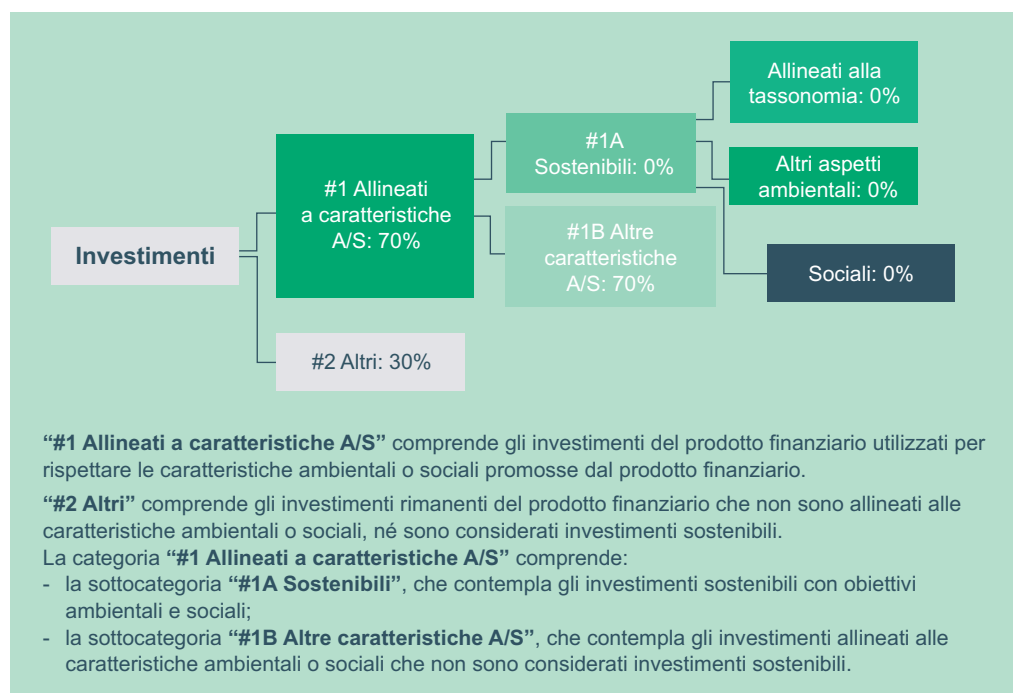 Investimenti
#1 Allineati
a caratteristiche
A/S: 70%
#2 Altri: 30%
#1A
Sostenibili: 0%
#1B Altre
caratteristiche
A/S: 70%
Allineati alla
tassonomia: 0%
Altri aspetti
ambientali: 0%
Sociali: 0%
“#1 Allineati a caratteristiche A/S” comprende gli investimenti del prodotto finanziario utilizzati per
rispettare le caratteristiche ambientali o sociali promosse dal prodotto finanziario.
“#2 Altri” comprende gli investimenti rimanenti del prodotto finanziario che non sono allineati alle
caratteristiche ambientali o sociali, né sono considerati investimenti sostenibili.
La categoria “#1 Allineati a caratteristiche A/S” comprende:
- la sottocategoria “#1A Sostenibili”, che contempla gli investimenti sostenibili con obiettivi
ambientali e sociali;
- la sottocategoria “#1B Altre caratteristiche A/S”, che contempla gli investimenti allineati alle
caratteristiche ambientali o sociali che non sono considerati investimenti sostenibili.